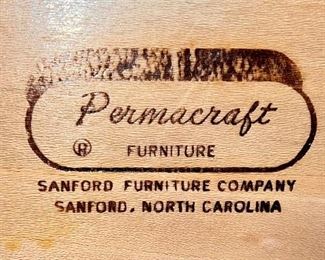 Permacraft
® FURNITURE
SANFORD FURNITURE COMPANY
SANFORD, NORTH CAROLINA